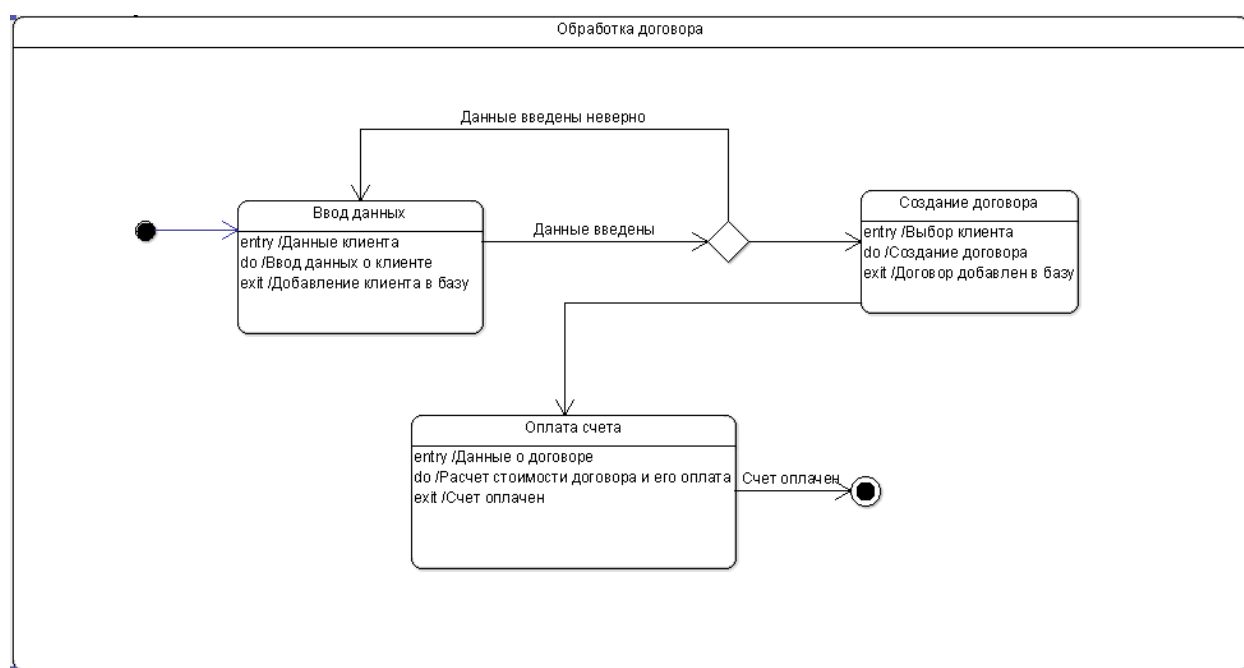 Обработка договора
Данные введены неверно
Ввод данных
entry /Данные клиента
do /Ввод данных о клиенте
exit /Добавление клиента в базу
Данные введены
Создание договора
entry /Выбор клиента
do /Создание договора
exit /Договор добавлен в базу
Оплата счета
entry /Данные о договоре
do /Расчет стоимости договора и его оплата
exit /Счет оплачен
Счет оплачен